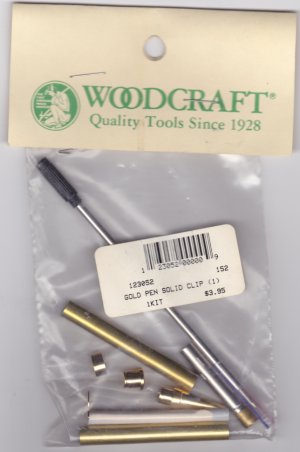 WOODCRAFT®
Quality Tools Since 1928
1 23052 00000 9
123052 152
GOLD PEN SOLID CLIP (1)
1KIT $3.95